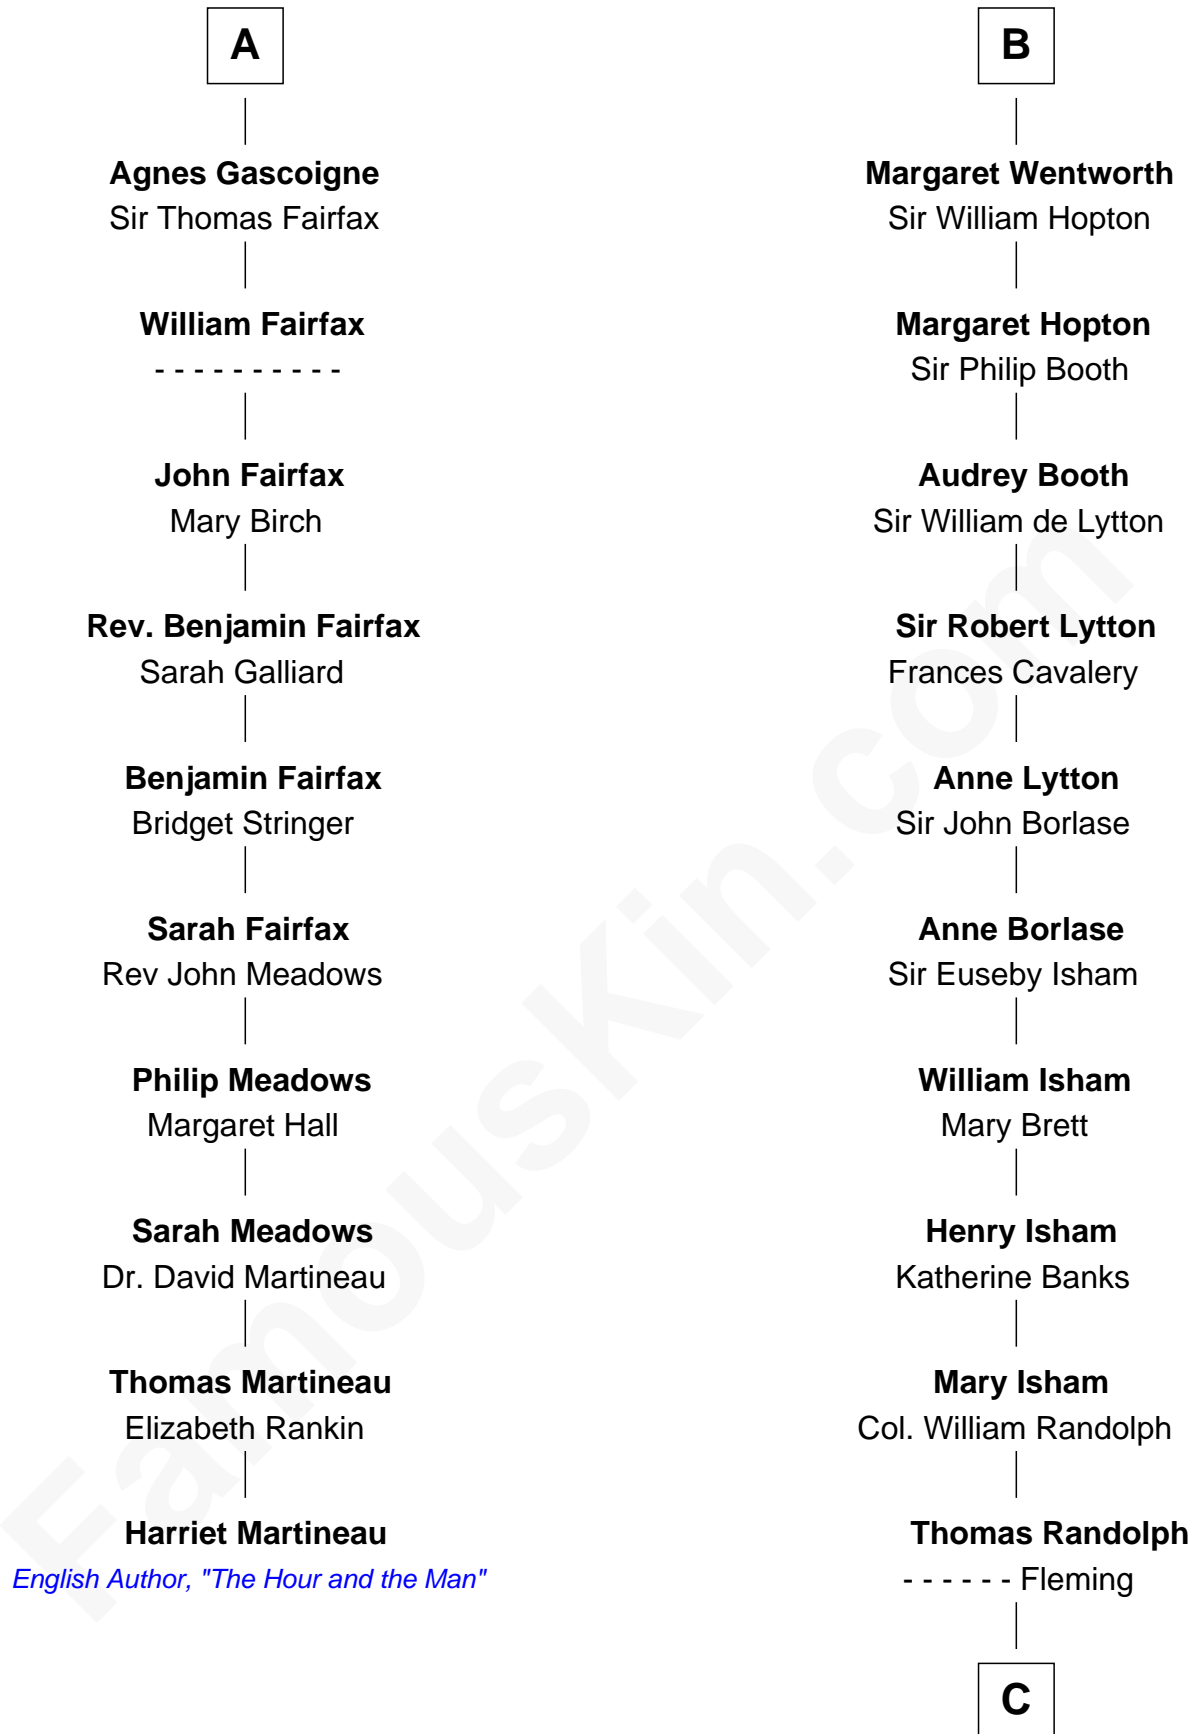 A
Agnes Gascoigne
Sir Thomas Fairfax
William Fairfax
- - - - - - - - - -
John Fairfax
Mary Birch
Rev. Benjamin Fairfax
Sarah Galliard
Benjamin Fairfax
Bridget Stringer
Sarah Fairfax
Rev John Meadows
Philip Meadows
Margaret Hall
Sarah Meadows
Dr. David Martineau
Thomas Martineau
Elizabeth Rankin
Harriet Martineau
English Author, "The Hour and the Man"
B
Margaret Wentworth
Sir William Hopton
Margaret Hopton
Sir Philip Booth
Audrey Booth
Sir William de Lytton
Sir Robert Lytton
Frances Cavalery
Anne Lytton
Sir John Borlase
Anne Borlase
Sir Euseby Isham
William Isham
Mary Brett
Henry Isham
Katherine Banks
Mary Isham
Col. William Randolph
Thomas Randolph
- - - - - - Fleming
C
FamousKin.com